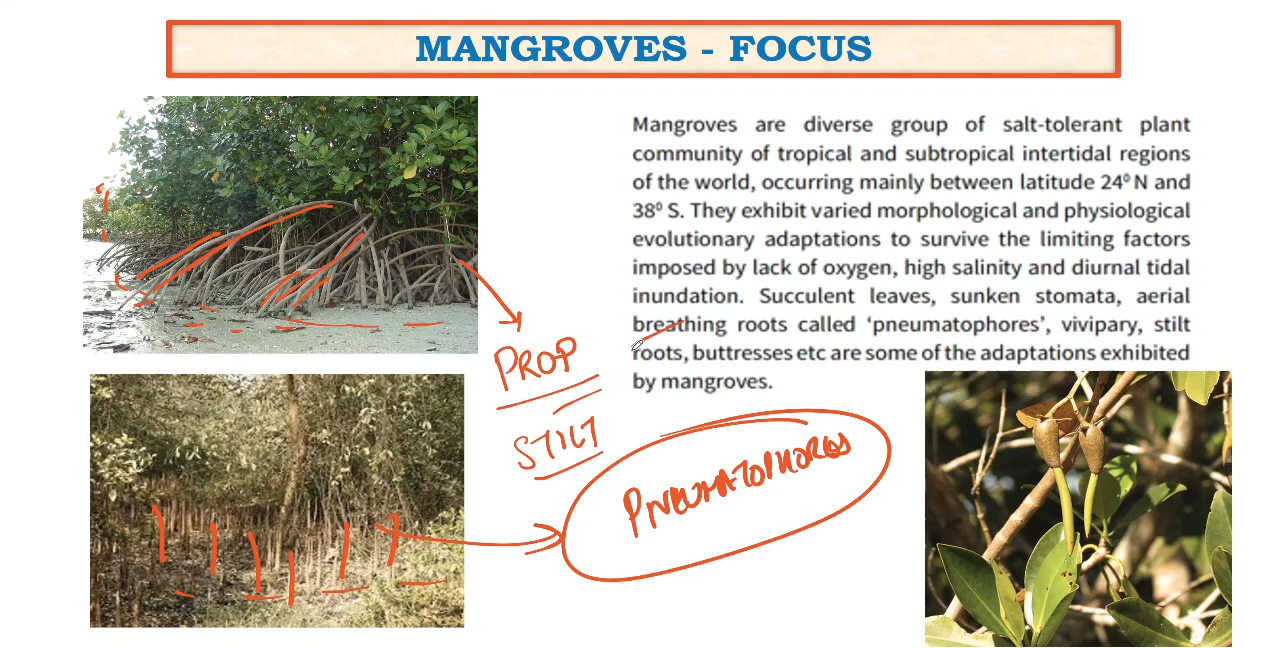 MANGROVES - FOCUS
Mangroves are diverse group of salt-tolerant plant
community of tropical and subtropical intertidal regions
of the world, occurring mainly between latitude 24⁰ N and
38⁰ S. They exhibit varied morphological and physiological
evolutionary adaptations to survive the limiting factors
imposed by lack of oxygen, high salinity and diurnal tidal
inundation. Succulent leaves, sunken stomata, aerial
breathing roots called ‘pneumatophores’, vivipary, stilt
roots, buttresses etc are some of the adaptations exhibited
by mangroves.
PROP
STILT
PNEUMATOPHORES